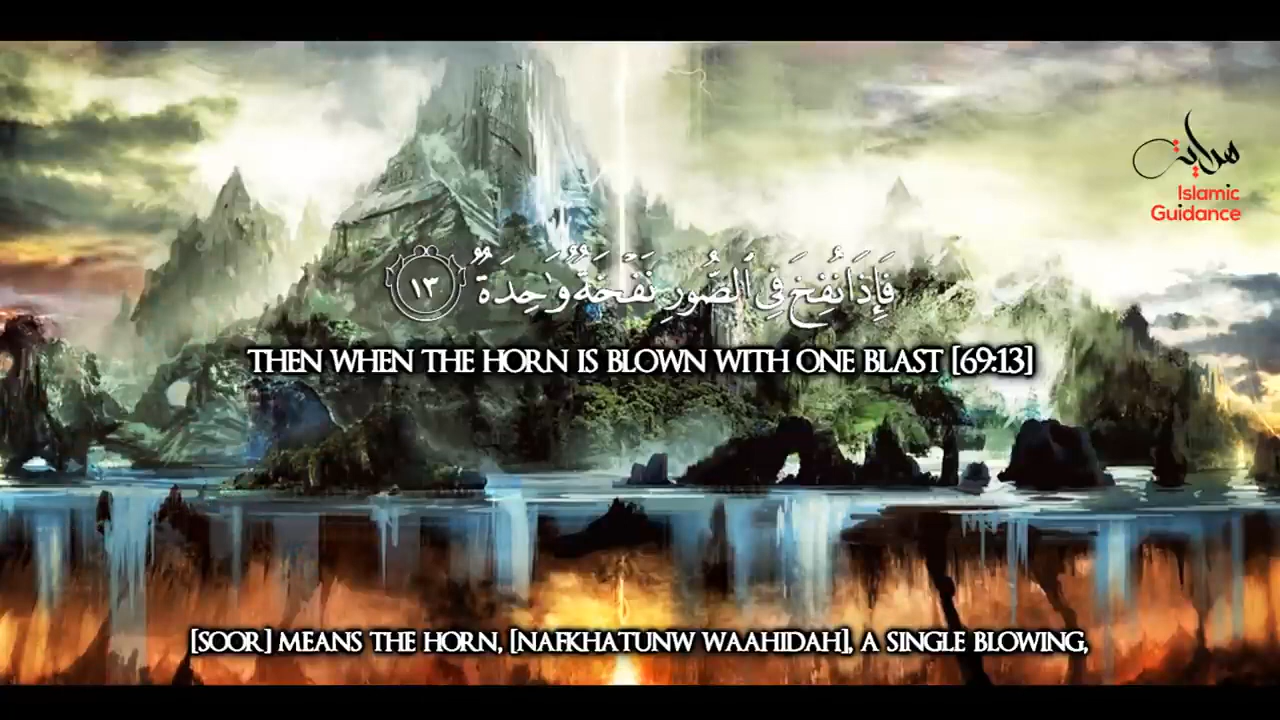 هداية
Islamic
Guidance
فَإِذَا نُفِخَ فِى ٱلصُّورِ نَفْخَةٌ وَٰحِدَةٌ ١٣
THEN WHEN THE HORN IS BLOWN WITH ONE BLAST [69:13]
[SOOR] MEANS THE HORN, [NAFKHATUNW WAAHIDAH], A SINGLE BLOWING,